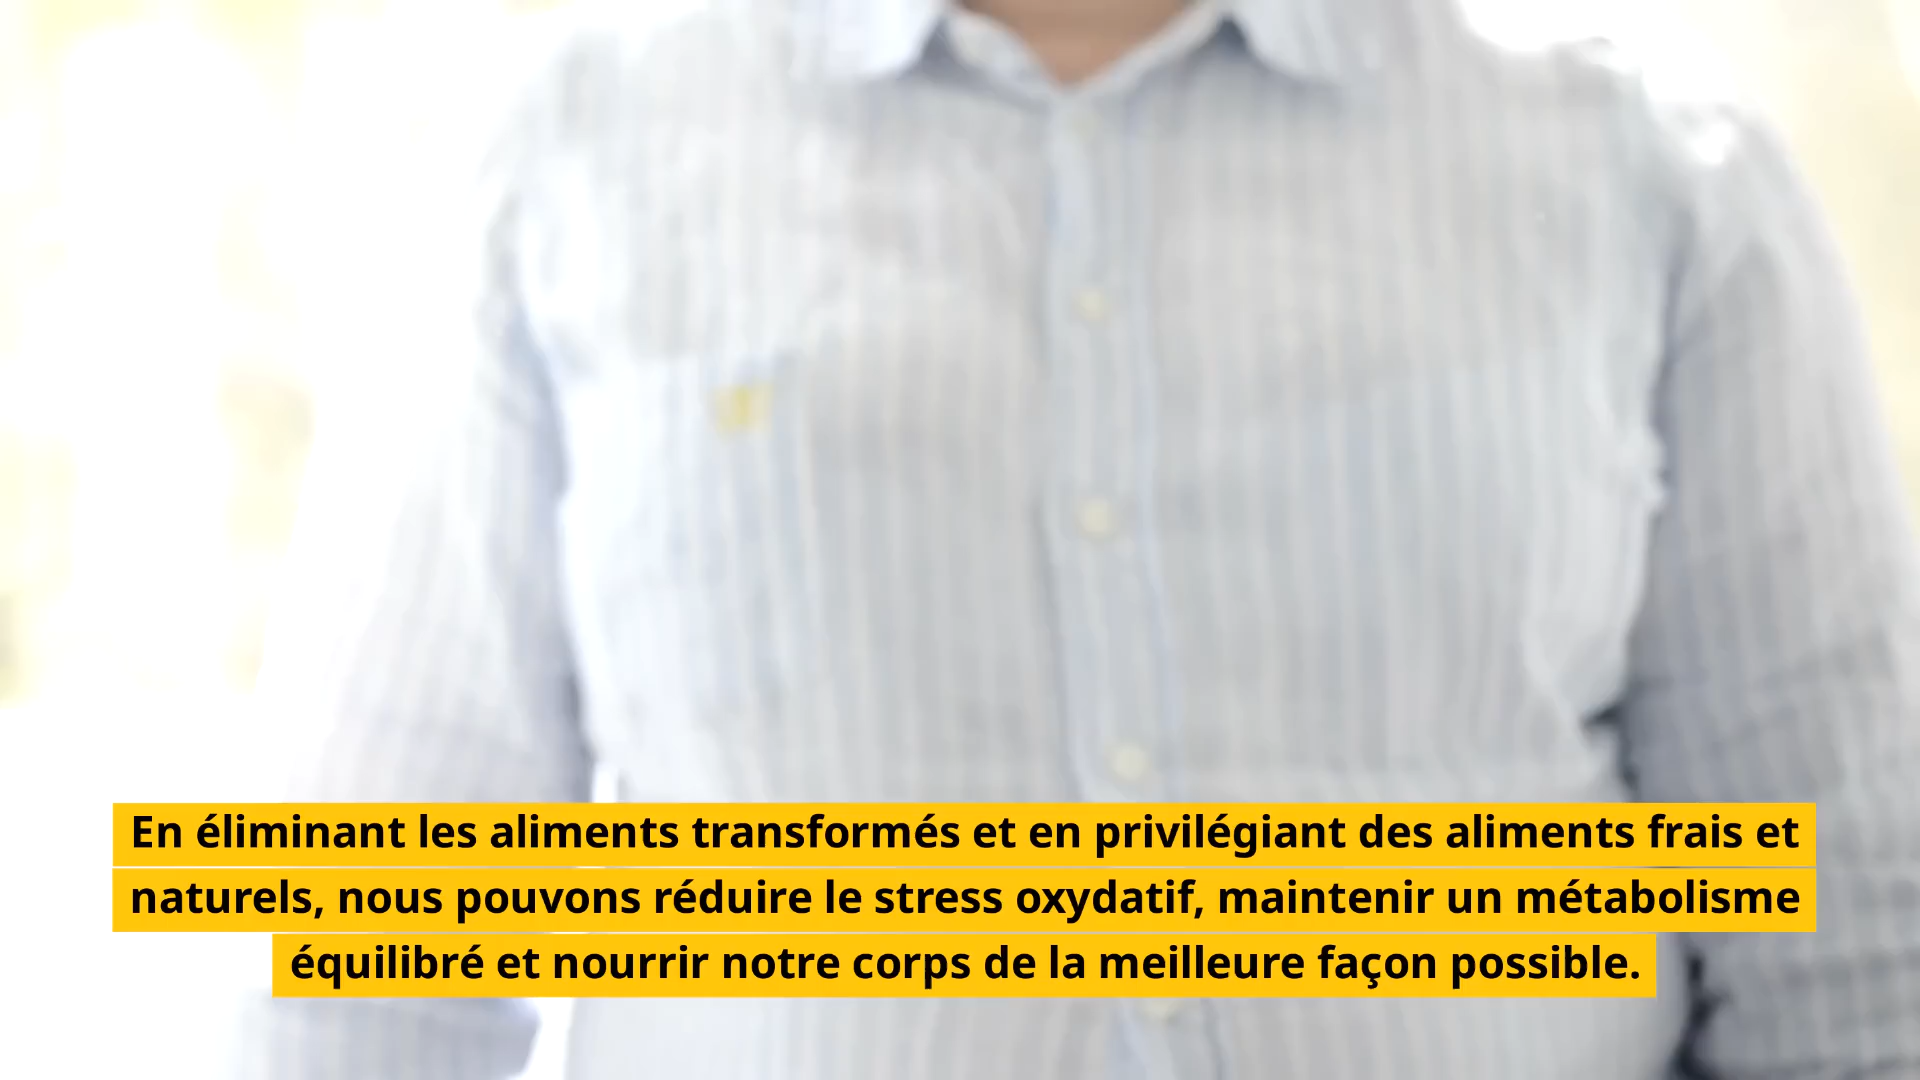 En éliminant les aliments transformés et en privilégiant des aliments frais et
naturels, nous pouvons réduire le stress oxydatif, maintenir un métabolisme
équilibré et nourrir notre corps de la meilleure façon possible.